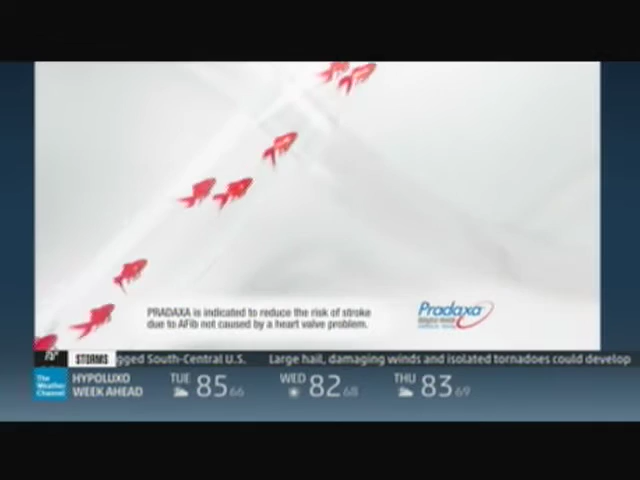 PRADAXA is indicated to reduce the risk of stroke
due to AFib not caused by a heart valve problem.
Pradaxa
STORMS gged South-Central U.S. Large hail, damaging winds and isolated tornadoes could develop
The Weather Channel
HYPOLUXO
WEEK AHEAD
TUE 85 66
WED 82 68
THU 83 69